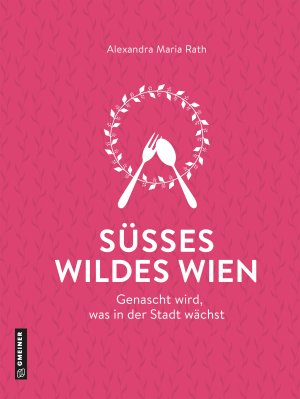 Alexandra Maria Rath
SÜSSES
WILDES WIEN
Genascht wird,
was in der Stadt wächst
GMEINER